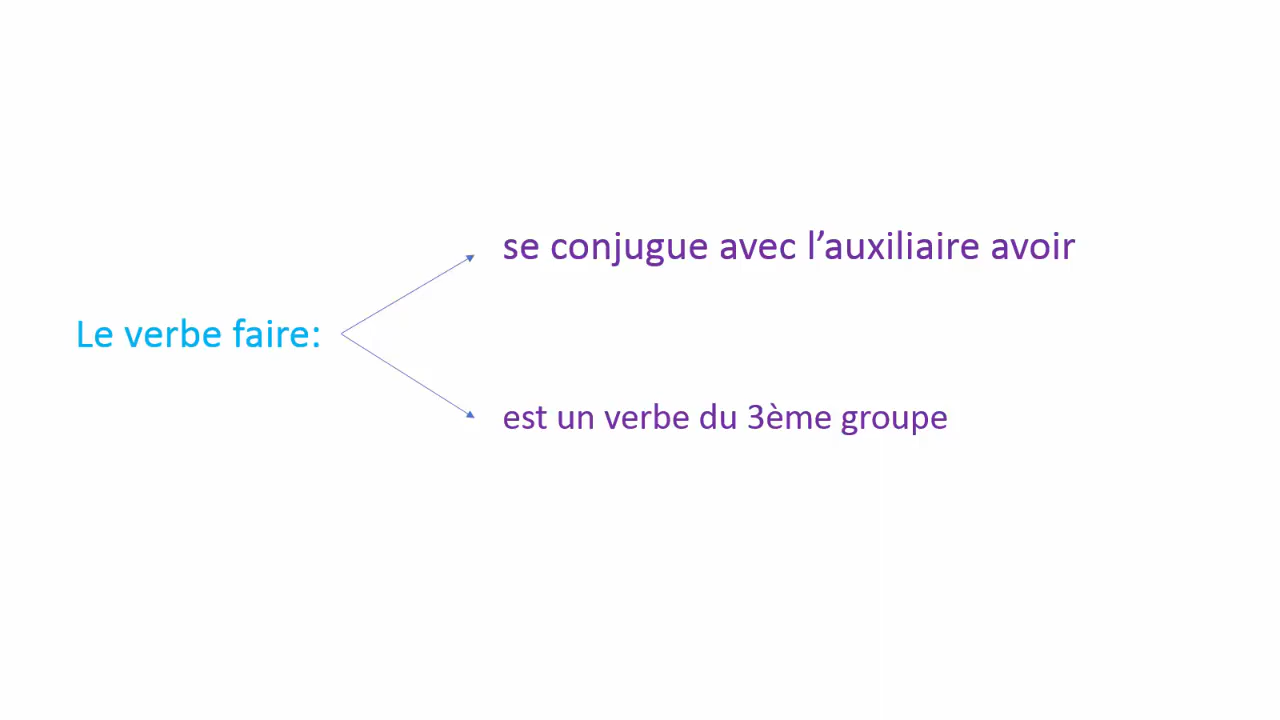 se conjugue avec l’auxiliaire avoir
Le verbe faire:
est un verbe du 3ème groupe